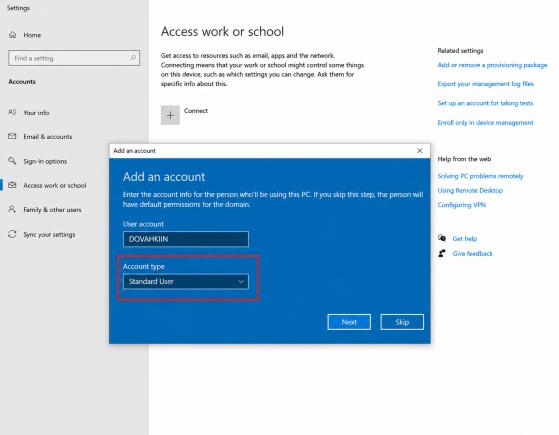 Settings
Home
Find a setting
Accounts
Your info
Email & accounts
Sign-in options
Access work or school
Family & other users
Sync your settings
Access work or school
Get access to resources such as email, apps and the network.
Connecting means that your work or school might control some things
on this device, such as which settings you can change. Ask them for
specific info about this.
Connect
Related settings
Add or remove a provisioning package
Export your management log files
Set up an account for taking tests
Enroll only in device management
Help from the web
Solving PC problems remotely
Using Remote Desktop
Configuring VPN
Get help
Give feedback
Add an account
Add an account
Enter the account info for the person who'll be using this PC. If you skip this step, the person will
have default permissions for the domain.
User account
DOVAHKIIN
Account type
Standard User
Next
Skip